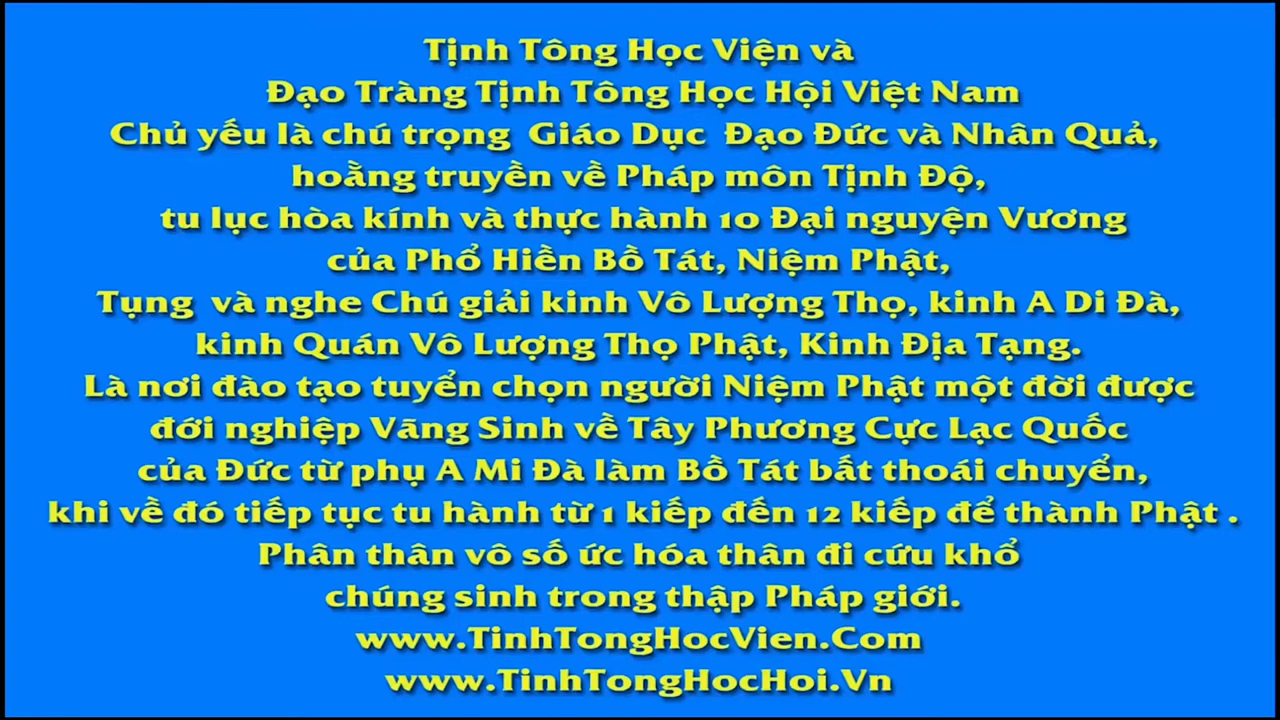 Tịnh Tông Học Viện và
Đạo Tràng Tịnh Tông Học Hội Việt Nam
Chủ yếu là chú trọng Giáo Dục Đạo Đức và Nhân Quả,
hoằng truyền về Pháp môn Tịnh Độ,
tu lục hòa kính và thực hành 10 Đại nguyện Vương
của Phổ Hiền Bồ Tát, Niệm Phật,
Tụng và nghe Chú giải kinh Vô Lượng Thọ, kinh A Di Đà,
kinh Quán Vô Lượng Thọ Phật, Kinh Địa Tạng.
Là nơi đào tạo tuyển chọn người Niệm Phật một đời được
đới nghiệp Vãng Sinh về Tây Phương Cực Lạc Quốc
của Đức từ phụ A Mi Đà làm Bồ Tát bất thoái chuyển,
khi về đó tiếp tục tu hành từ 1 kiếp đến 12 kiếp để thành Phật .
Phân thân vô số ức hóa thân đi cứu khổ
chúng sinh trong thập Pháp giới.
www.TinhTongHocVien.Com
www.TinhTongHocHoi.Vn